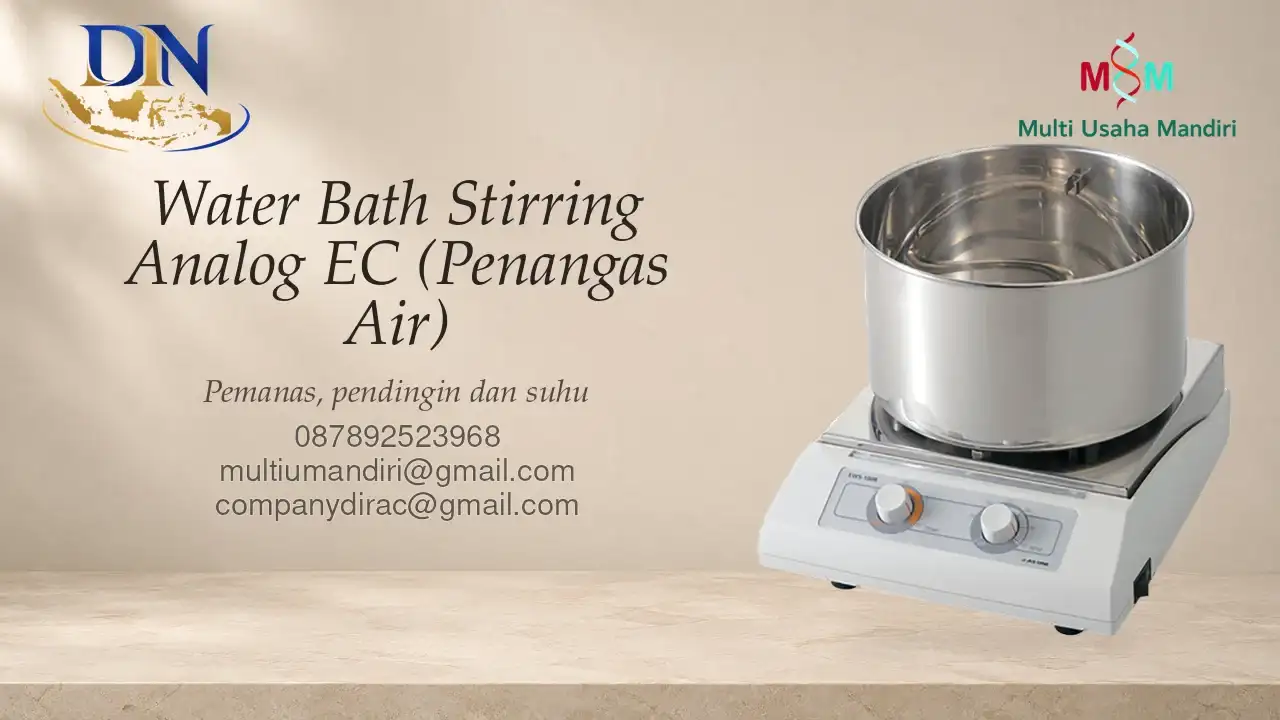 DN
M M
Multi Usaha Mandiri
Water Bath Stirring
Analog EC (Penangas
Air)
Pemanas, pendingin dan suhu
087892523968
multiumandiri@gmail.com
companydirac@gmail.com